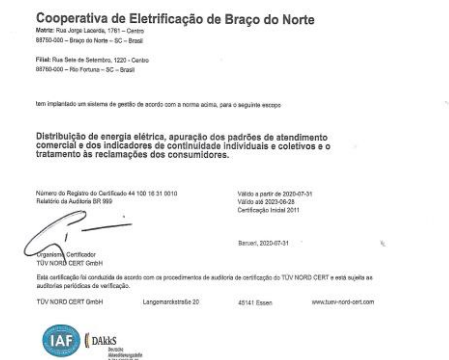 Cooperativa de Eletrificação de Braço do Norte
Matriz: Rua Jorge Lacerda, 1761 – Centro
88750-000 – Braço do Norte – SC – Brasil
Filial: Rua Sete de Setembro, 1220 - Centro
88760-000 – Rio Fortuna – SC – Brasil
tem implantado um sistema de gestão de acordo com a norma acima, para o seguinte escopo
Distribuição de energia elétrica, apuração dos padrões de atendimento
comercial e dos indicadores de continuidade individuais e coletivos e o
tratamento às reclamações dos consumidores.
Número do Registro do Certificado 44 100 16 31 0010
Relatório da Auditoria BR 999
Válido a partir de 2020-07-31
Válido até 2023-06-28
Certificação Inicial 2011
Barueri, 2020-07-31
Organismo Certificador
TÜV NORD CERT GmbH
Esta certificação foi conduzida de acordo com os procedimentos de auditoria de certificação do TÜV NORD CERT e está sujeita as
auditorias periódicas de verificação.
TÜV NORD CERT GmbH Langemarckstraße 20 45141 Essen www.tuev-nord-cert.com
IAF
DAkkS
Deutsche
Akkreditierungsstelle